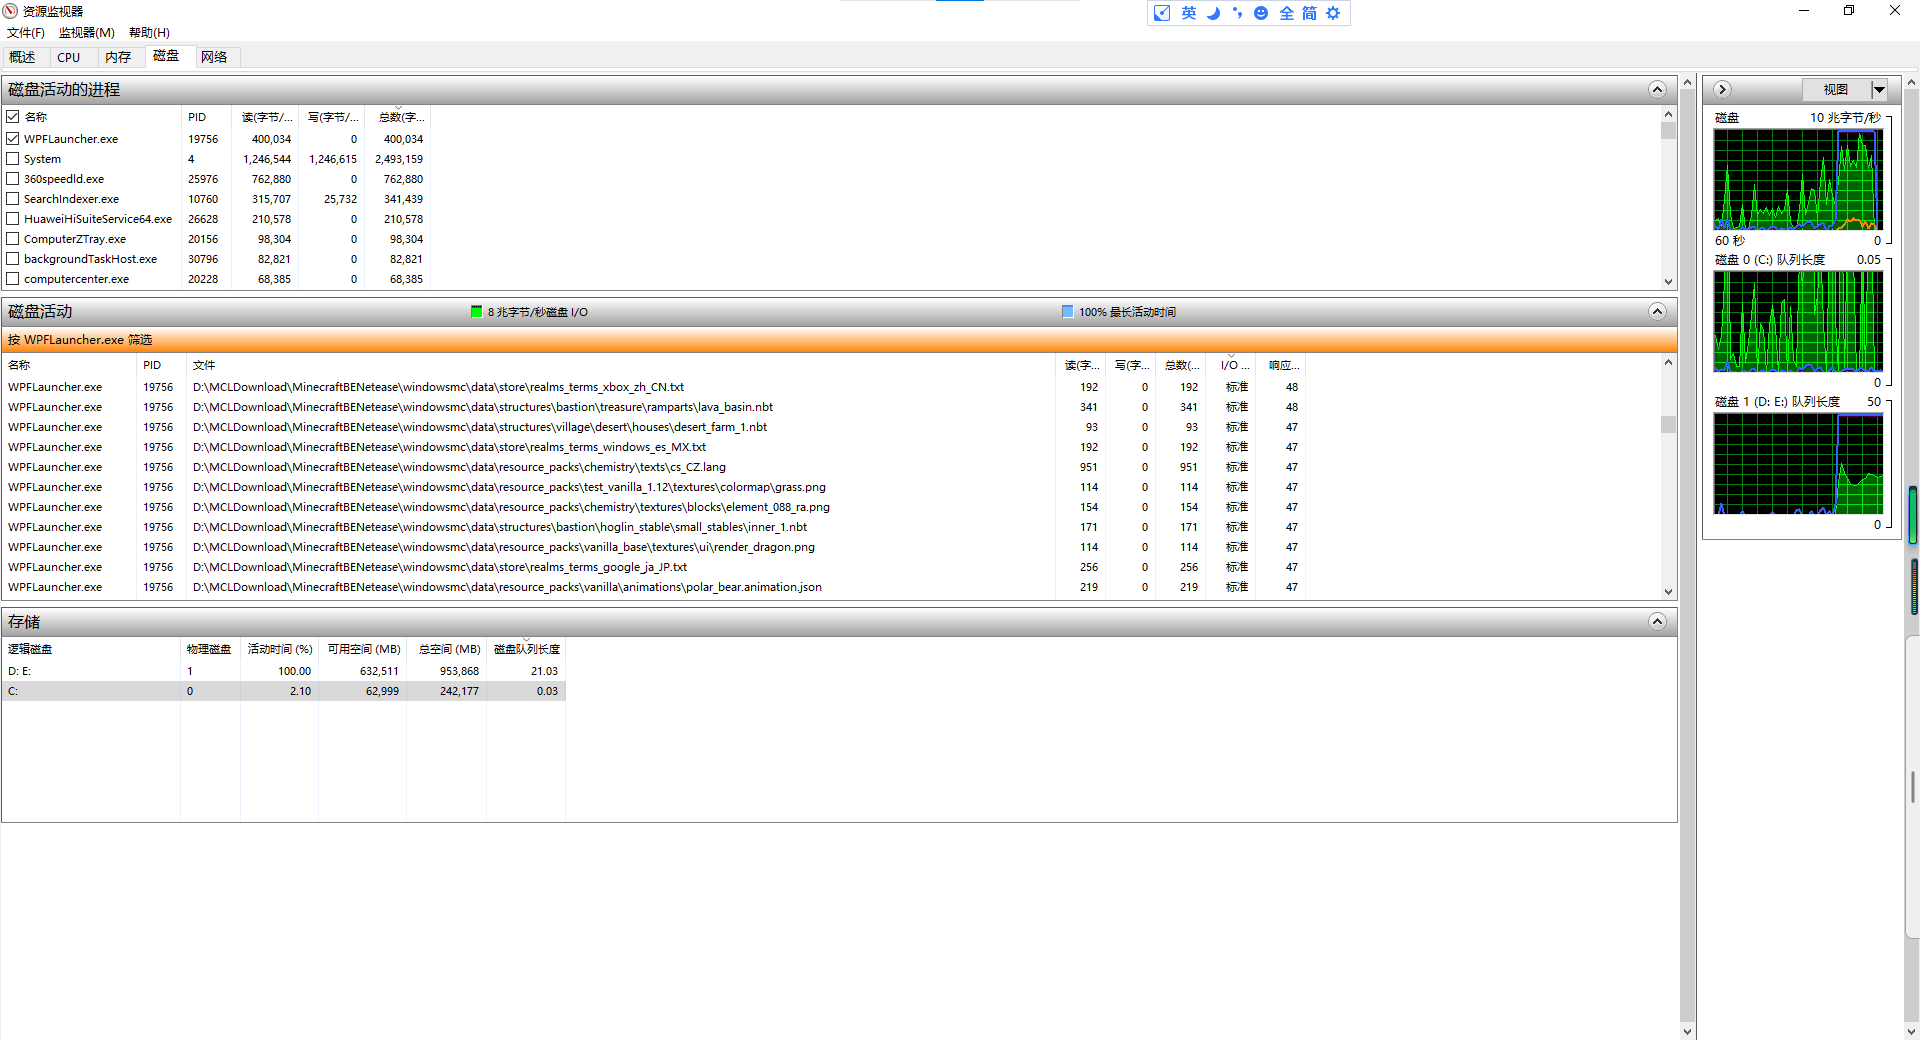 资源监视器
英 全 简
文件(F) 监视器(M) 帮助(H)
概述 CPU 内存 磁盘 网络
磁盘活动的进程
名称 PID 读(字节/... 写(字节/... 总数(字...
WPFLauncher.exe 19756 400,034 0 400,034
System 4 1,246,544 1,246,615 2,493,159
360speedld.exe 25976 762,880 0 762,880
SearchIndexer.exe 10760 315,707 25,732 341,439
HuaweiHiSuiteService64.exe 26628 210,578 0 210,578
ComputerZTray.exe 20156 98,304 0 98,304
backgroundTaskHost.exe 30796 82,821 0 82,821
computercenter.exe 20228 68,385 0 68,385
磁盘活动 8 兆字节/秒磁盘 I/O 100% 最长活动时间
按 WPFLauncher.exe 筛选
名称 PID 文件 读(字... 写(字... 总数(... I/O ... 响应...
WPFLauncher.exe 19756 D:\MCLDownload\MinecraftBENetease\windowsmc\data\store\realms_terms_xbox_zh_CN.txt 192 0 192 标准 48
WPFLauncher.exe 19756 D:\MCLDownload\MinecraftBENetease\windowsmc\data\structures\bastion\treasure\ramparts\lava_basin.nbt 341 0 341 标准 48
WPFLauncher.exe 19756 D:\MCLDownload\MinecraftBENetease\windowsmc\data\structures\village\desert\houses\desert_farm_1.nbt 93 0 93 标准 47
WPFLauncher.exe 19756 D:\MCLDownload\MinecraftBENetease\windowsmc\data\store\realms_terms_windows_es_MX.txt 192 0 192 标准 47
WPFLauncher.exe 19756 D:\MCLDownload\MinecraftBENetease\windowsmc\data\resource_packs\chemistry\texts\cs_CZ.lang 951 0 951 标准 47
WPFLauncher.exe 19756 D:\MCLDownload\MinecraftBENetease\windowsmc\data\resource_packs\test_vanilla_1.12\textures\colormap\grass.png 114 0 114 标准 47
WPFLauncher.exe 19756 D:\MCLDownload\MinecraftBENetease\windowsmc\data\resource_packs\chemistry\textures\blocks\element_088_ra.png 154 0 154 标准 47
WPFLauncher.exe 19756 D:\MCLDownload\MinecraftBENetease\windowsmc\data\structures\bastion\hoglin_stable\small_stables\inner_1.nbt 171 0 171 标准 47
WPFLauncher.exe 19756 D:\MCLDownload\MinecraftBENetease\windowsmc\data\resource_packs\vanilla_base\textures\ui\render_dragon.png 114 0 114 标准 47
WPFLauncher.exe 19756 D:\MCLDownload\MinecraftBENetease\windowsmc\data\store\realms_terms_google_ja_JP.txt 256 0 256 标准 47
WPFLauncher.exe 19756 D:\MCLDownload\MinecraftBENetease\windowsmc\data\resource_packs\vanilla\animations\polar_bear.animation.json 219 0 219 标准 47
存储
逻辑磁盘 物理磁盘 活动时间 (%) 可用空间 (MB) 总空间 (MB) 磁盘队列长度
D: E: 1 100.00 632,511 953,868 21.03
C: 0 2.10 62,999 242,177 0.03
视图
磁盘 10 兆字节/秒
60 秒 0
磁盘 0 (C:) 队列长度 0.05
0
磁盘 1 (D: E:) 队列长度 50
0